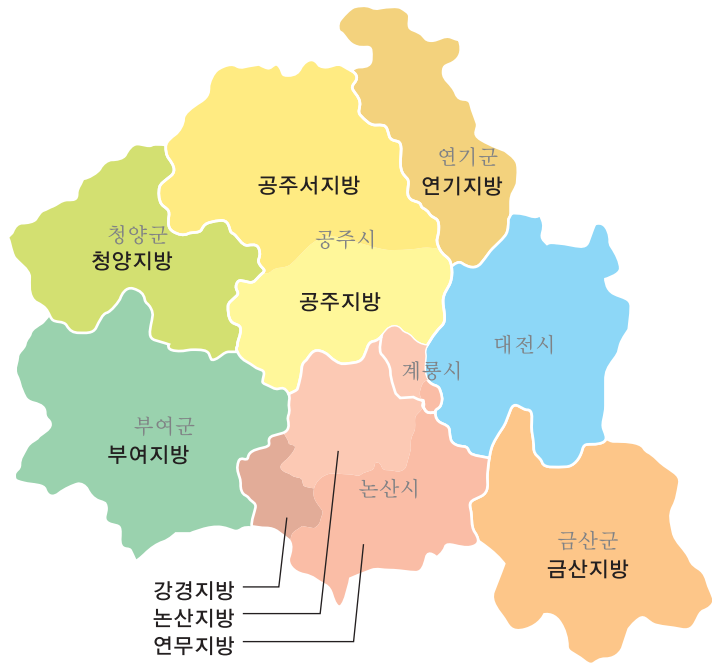 연기군
연기지방
공주서지방
청양군
청양지방
공주시
공주지방
대전시
계룡시
부여군
부여지방
논산시
금산군
금산지방
강경지방
논산지방
연무지방